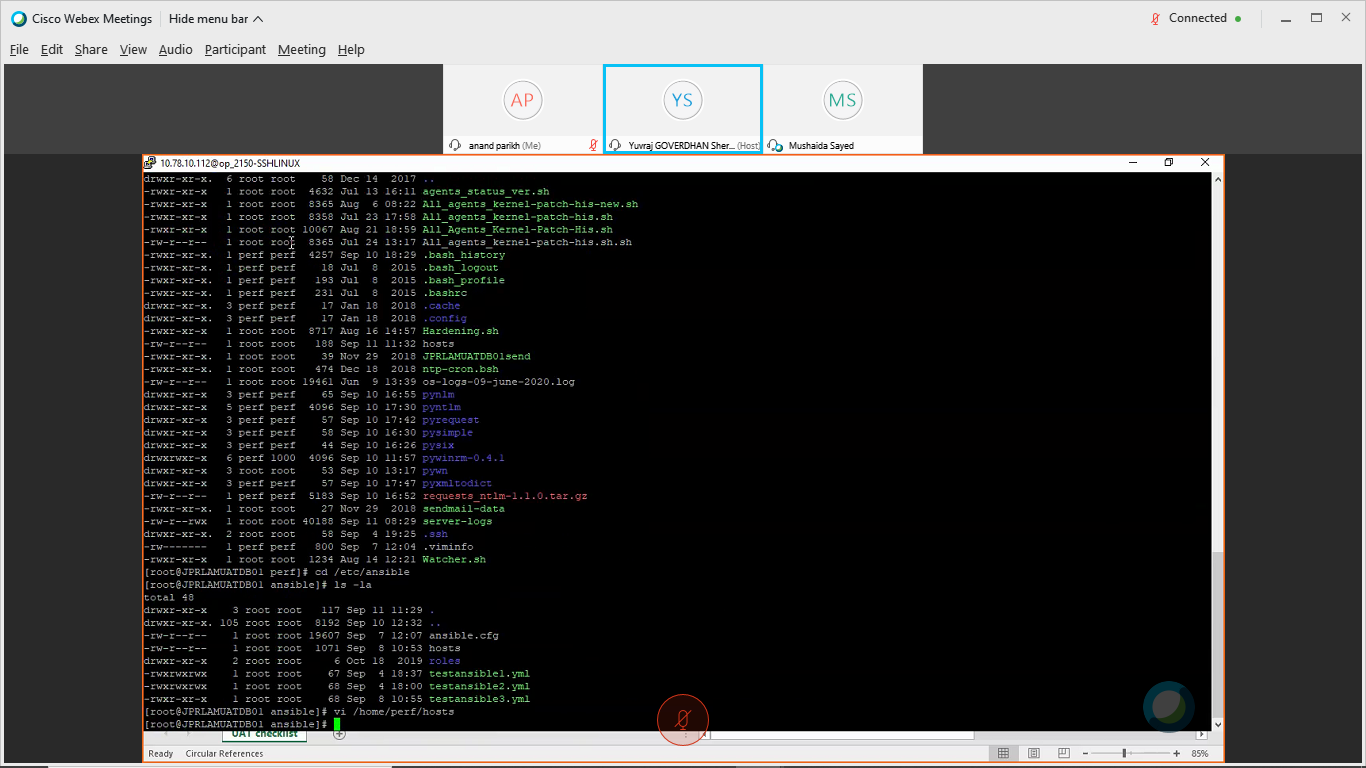 Cisco Webex Meetings Hide menu bar Connected
File Edit Share View Audio Participant Meeting Help
AP YS MS
anand parikh (Me) Yuvraj GOVERDHAN Sher... (Host) Mushaida Sayed
10.78.10.112@op_2150-SSHLINUX
drwxr-xr-x. 6 root root 58 Dec 14 2017 ..
-rwxr-xr-x 1 root root 4632 Jul 13 16:11 agents_status_ver.sh
-rwxr-xr-x 1 root root 8365 Aug 6 08:22 All_agents_kernel-patch-his-new.sh
-rwxr-xr-x 1 root root 8358 Jul 23 17:58 All_agents_kernel-patch-his.sh
-rwxr-xr-x 1 root root 10067 Aug 21 18:59 All_Agents_Kernel-Patch-His.sh
-rw-r--r-- 1 root root 8365 Jul 24 13:17 All_agents_kernel-patch-his.sh.sh
-rwxr-xr-x. 1 perf perf 4257 Sep 10 18:29 .bash_history
-rwxr-xr-x. 1 perf perf 18 Jul 8 2015 .bash_logout
-rwxr-xr-x. 1 perf perf 193 Jul 8 2015 .bash_profile
-rwxr-xr-x. 1 perf perf 231 Jul 8 2015 .bashrc
drwxr-xr-x. 3 perf perf 17 Jan 18 2018 .cache
drwxr-xr-x. 3 perf perf 17 Jan 18 2018 .config
-rwxr-xr-x 1 root root 8717 Aug 16 14:57 Hardening.sh
-rw-r--r-- 1 root root 188 Sep 11 11:32 hosts
-rwxr-xr-x. 1 root root 39 Nov 29 2018 JPRLAMUATDB01send
-rwxr-xr-x. 1 root root 474 Dec 18 2018 ntp-cron.bsh
-rw-r--r-- 1 root root 19461 Jun 9 13:39 os-logs-09-june-2020.log
drwxr-xr-x 3 perf perf 65 Sep 10 16:55 pynlm
drwxr-xr-x 5 perf perf 4096 Sep 10 17:30 pyntlm
drwxr-xr-x 3 perf perf 57 Sep 10 17:42 pyrequest
drwxr-xr-x 3 perf perf 58 Sep 10 16:30 pysimple
drwxr-xr-x 3 perf perf 44 Sep 10 16:26 pysix
drwxrwxr-x 6 perf 1000 4096 Sep 10 11:57 pywinrm-0.4.1
drwxr-xr-x 3 root root 53 Sep 10 13:17 pywn
drwxr-xr-x 3 perf perf 57 Sep 10 17:47 pyxmltodict
-rw-r--r-- 1 perf perf 5183 Sep 10 16:52 requests_ntlm-1.1.0.tar.gz
-rwxr-xr-x. 1 root root 27 Nov 29 2018 sendmail-data
-rw-r--rwx 1 root root 40188 Sep 11 08:29 server-logs
drwxr-xr-x. 2 root root 58 Sep 4 19:25 .ssh
-rw------- 1 perf perf 800 Sep 7 12:04 .viminfo
-rwxr-xr-x 1 root root 1234 Aug 14 12:21 Watcher.sh
[root@JPRLAMUATDB01 perf]# cd /etc/ansible
[root@JPRLAMUATDB01 ansible]# ls -la
total 48
drwxr-xr-x 3 root root 117 Sep 11 11:29 .
drwxr-xr-x. 105 root root 8192 Sep 10 12:32 ..
-rw-r--r-- 1 root root 19607 Sep 7 12:07 ansible.cfg
-rw-r--r-- 1 root root 1071 Sep 8 10:53 hosts
drwxr-xr-x 2 root root 6 Oct 18 2019 roles
-rwxrwxrwx 1 root root 67 Sep 4 18:37 testansible1.yml
-rwxrwxrwx 1 root root 68 Sep 4 18:00 testansible2.yml
-rwxrwxrwx 1 root root 68 Sep 8 10:55 testansible3.yml
[root@JPRLAMUATDB01 ansible]# vi /home/perf/hosts
[root@JPRLAMUATDB01 ansible]#
UAT checklist
Ready Circular References 85%